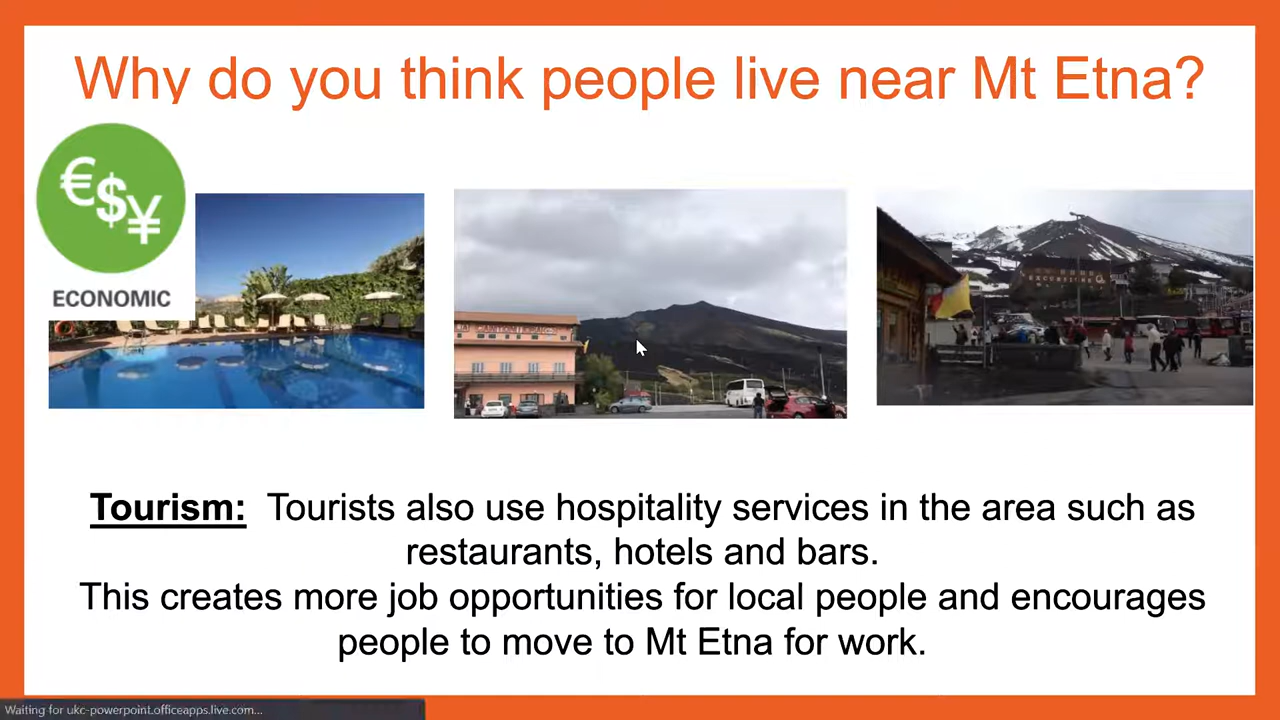 Why do you think people live near Mt Etna?
€$¥
ECONOMIC
Tourism: Tourists also use hospitality services in the area such as
restaurants, hotels and bars.
This creates more job opportunities for local people and encourages
people to move to Mt Etna for work.
Waiting for ukc-powerpoint.officeapps.live.com...